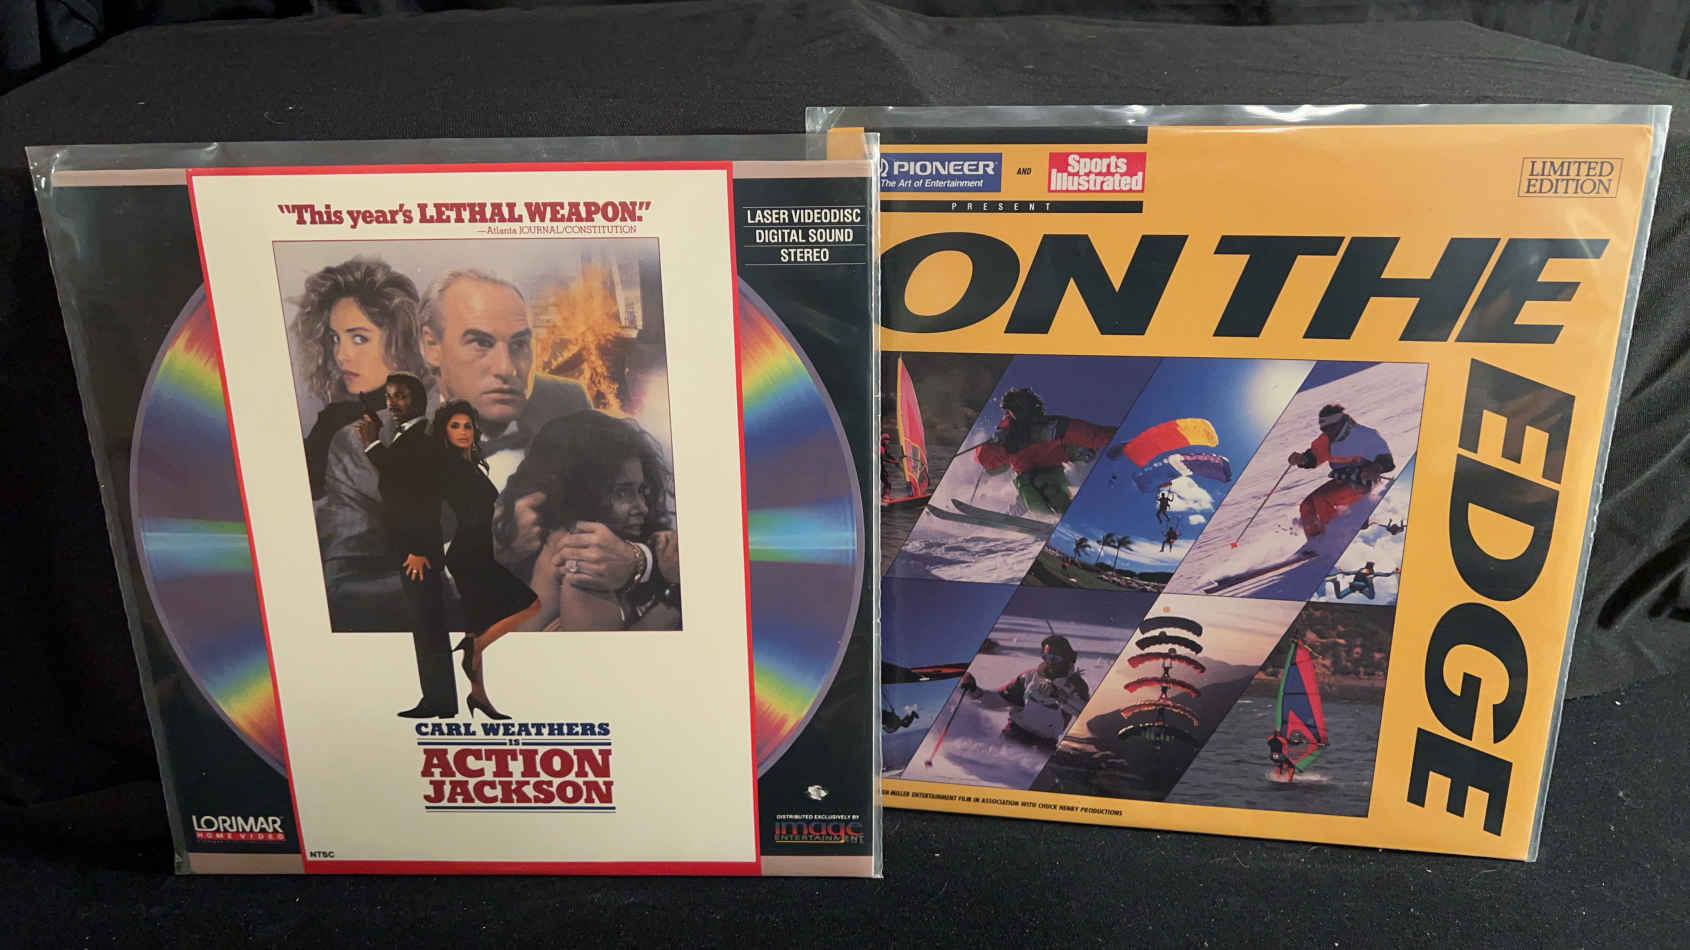 "This year's LETHAL WEAPON."
—Atlanta JOURNAL/CONSTITUTION
LASER VIDEODISC
DIGITAL SOUND
STEREO
CARL WEATHERS
IS
ACTION
JACKSON
LORIMAR
HOME VIDEO
NTSC
DISTRIBUTED EXCLUSIVELY BY
image
ENTERTAINMENT
PIONEER
The Art of Entertainment
AND
Sports
Illustrated
PRESENT
LIMITED
EDITION
ON THE
EDGE
MILLER ENTERTAINMENT FILM IN ASSOCIATION WITH CHUCK HENRY PRODUCTIONS